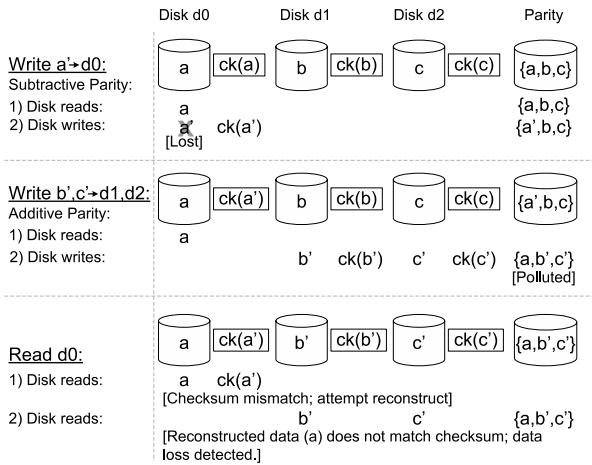 Disk d0 Disk d1 Disk d2 Parity
Write a'→d0: a ck(a) b ck(b) c ck(c) {a,b,c}
Subtractive Parity:
1) Disk reads: a {a,b,c}
2) Disk writes: a' ck(a') {a',b,c}
[Lost]
Write b',c'→d1,d2: a ck(a') b ck(b) c ck(c) {a',b,c}
Additive Parity:
1) Disk reads: a
2) Disk writes: b' ck(b') c' ck(c') {a,b',c'}
[Polluted]
Read d0: a ck(a') b' ck(b') c' ck(c') {a,b',c'}
1) Disk reads: a ck(a')
[Checksum mismatch; attempt reconstruct]
2) Disk reads: b' c' {a,b',c'}
[Reconstructed data (a) does not match checksum; data
loss detected.]